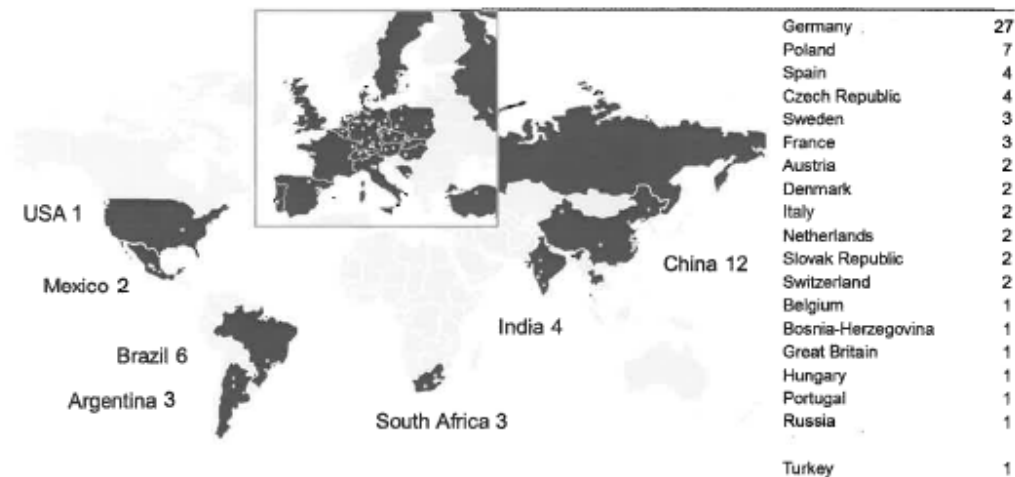 USA 1
Mexico 2
Brazil 6
Argentina 3
South Africa 3
India 4
China 12
Germany 27
Poland 7
Spain 4
Czech Republic 4
Sweden 3
France 3
Austria 2
Denmark 2
Italy 2
Netherlands 2
Slovak Republic 2
Switzerland 2
Belgium 1
Bosnia-Herzegovina 1
Great Britain 1
Hungary 1
Portugal 1
Russia 1
Turkey 1